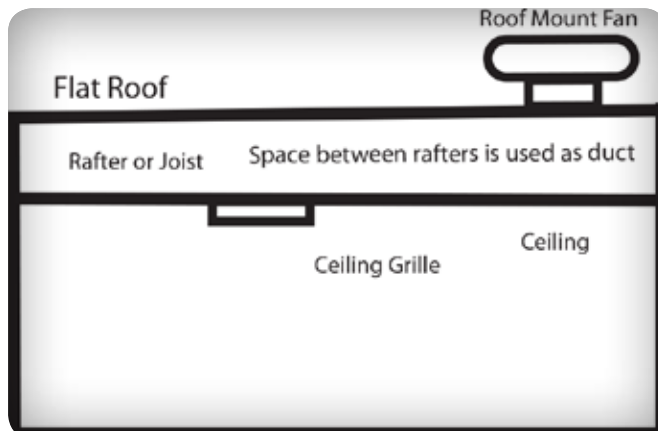 Roof Mount Fan
Flat Roof
Rafter or Joist
Space between rafters is used as duct
Ceiling
Ceiling Grille